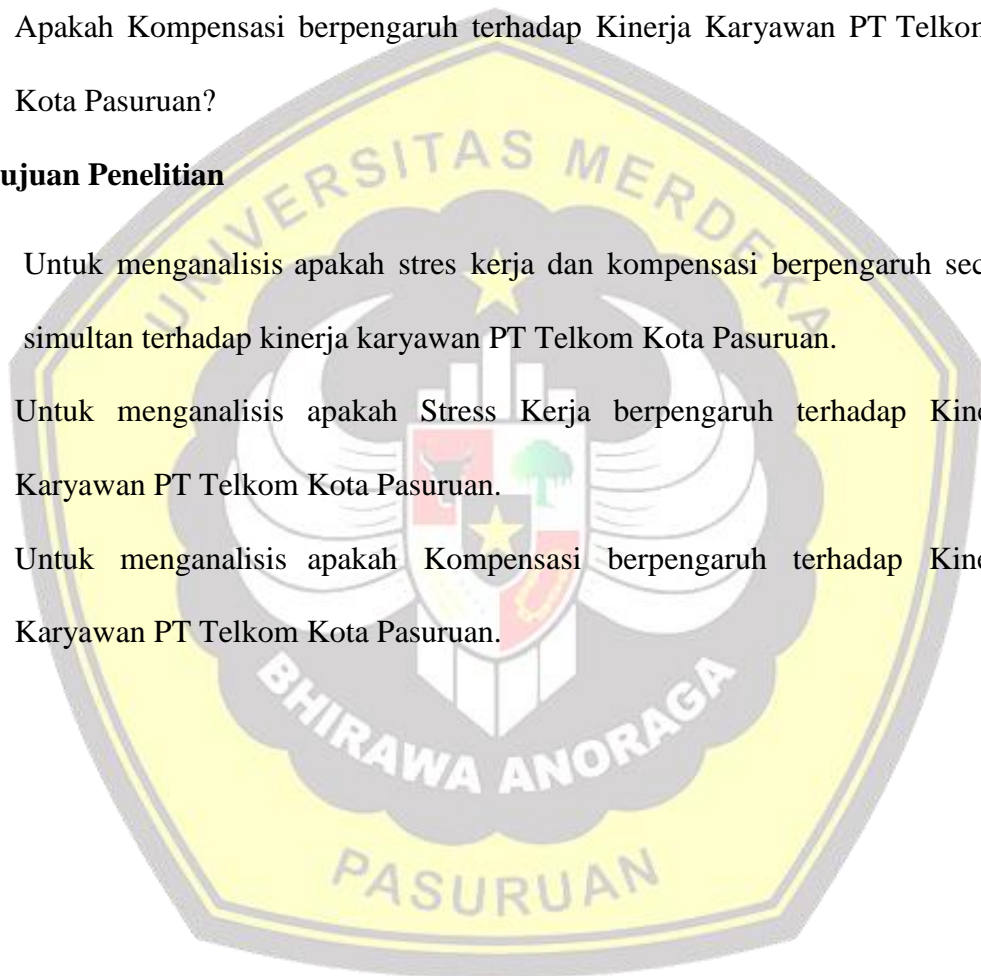 Apakah Kompensasi berpengaruh terhadap Kinerja Karyawan PT Telkom
Kota Pasuruan?
ujuan Penelitian
Untuk menganalisis apakah stres kerja dan kompensasi berpengaruh sec
simultan terhadap kinerja karyawan PT Telkom Kota Pasuruan.
Untuk menganalisis apakah Stress Kerja berpengaruh terhadap Kine
Karyawan PT Telkom Kota Pasuruan.
Untuk menganalisis apakah Kompensasi berpengaruh terhadap Kine
Karyawan PT Telkom Kota Pasuruan.
UNIVERSITAS MERDEKA
BHIRAWA ANORAGA
PASURUAN